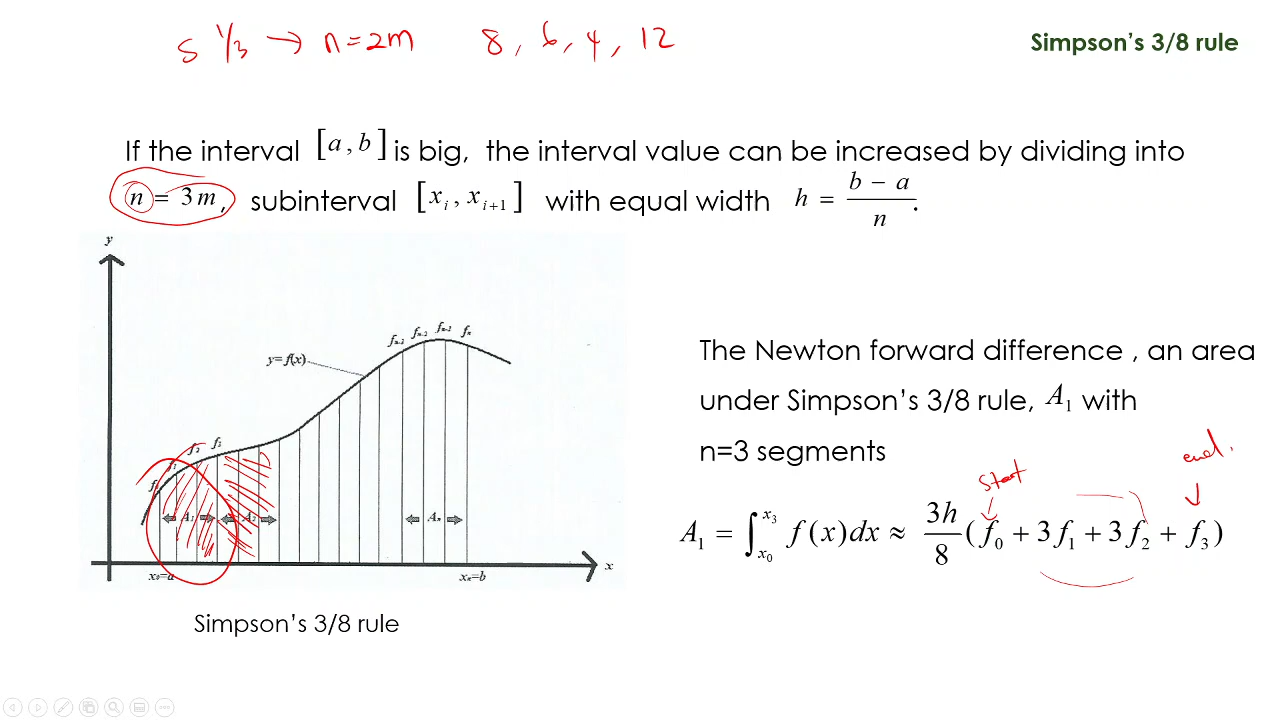 S 1/3 → n=2m 8, 6, 4, 12
Simpson's 3/8 rule
If the interval [a, b] is big, the interval value can be increased by dividing into
n = 3m, subinterval [x_i, x_{i+1}] with equal width h = \frac{b - a}{n}.
y
f_{n-2} f_{n-1} f_n
y=f(x)
f_1 f_2
A_1 A_2 A_n
x
x_0=a x_n=b
Simpson's 3/8 rule
The Newton forward difference , an area
under Simpson's 3/8 rule, A_1 with
n=3 segments
start end.
A_1 = \int_{x_0}^{x_3} f(x)dx ≈ \frac{3h}{8}(f_0 + 3f_1 + 3f_2 + f_3)